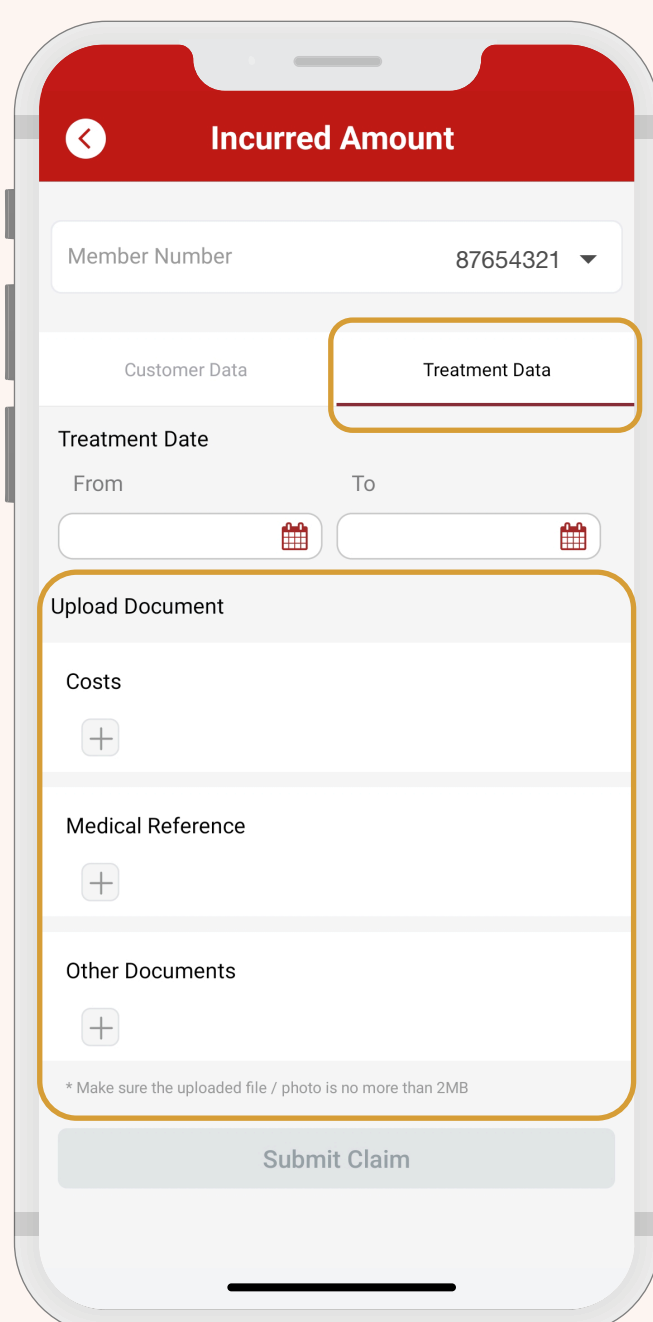 Incurred Amount
Member Number 87654321
Customer Data Treatment Data
Treatment Date
From To
Upload Document
Costs
Medical Reference
Other Documents
* Make sure the uploaded file / photo is no more than 2MB
Submit Claim